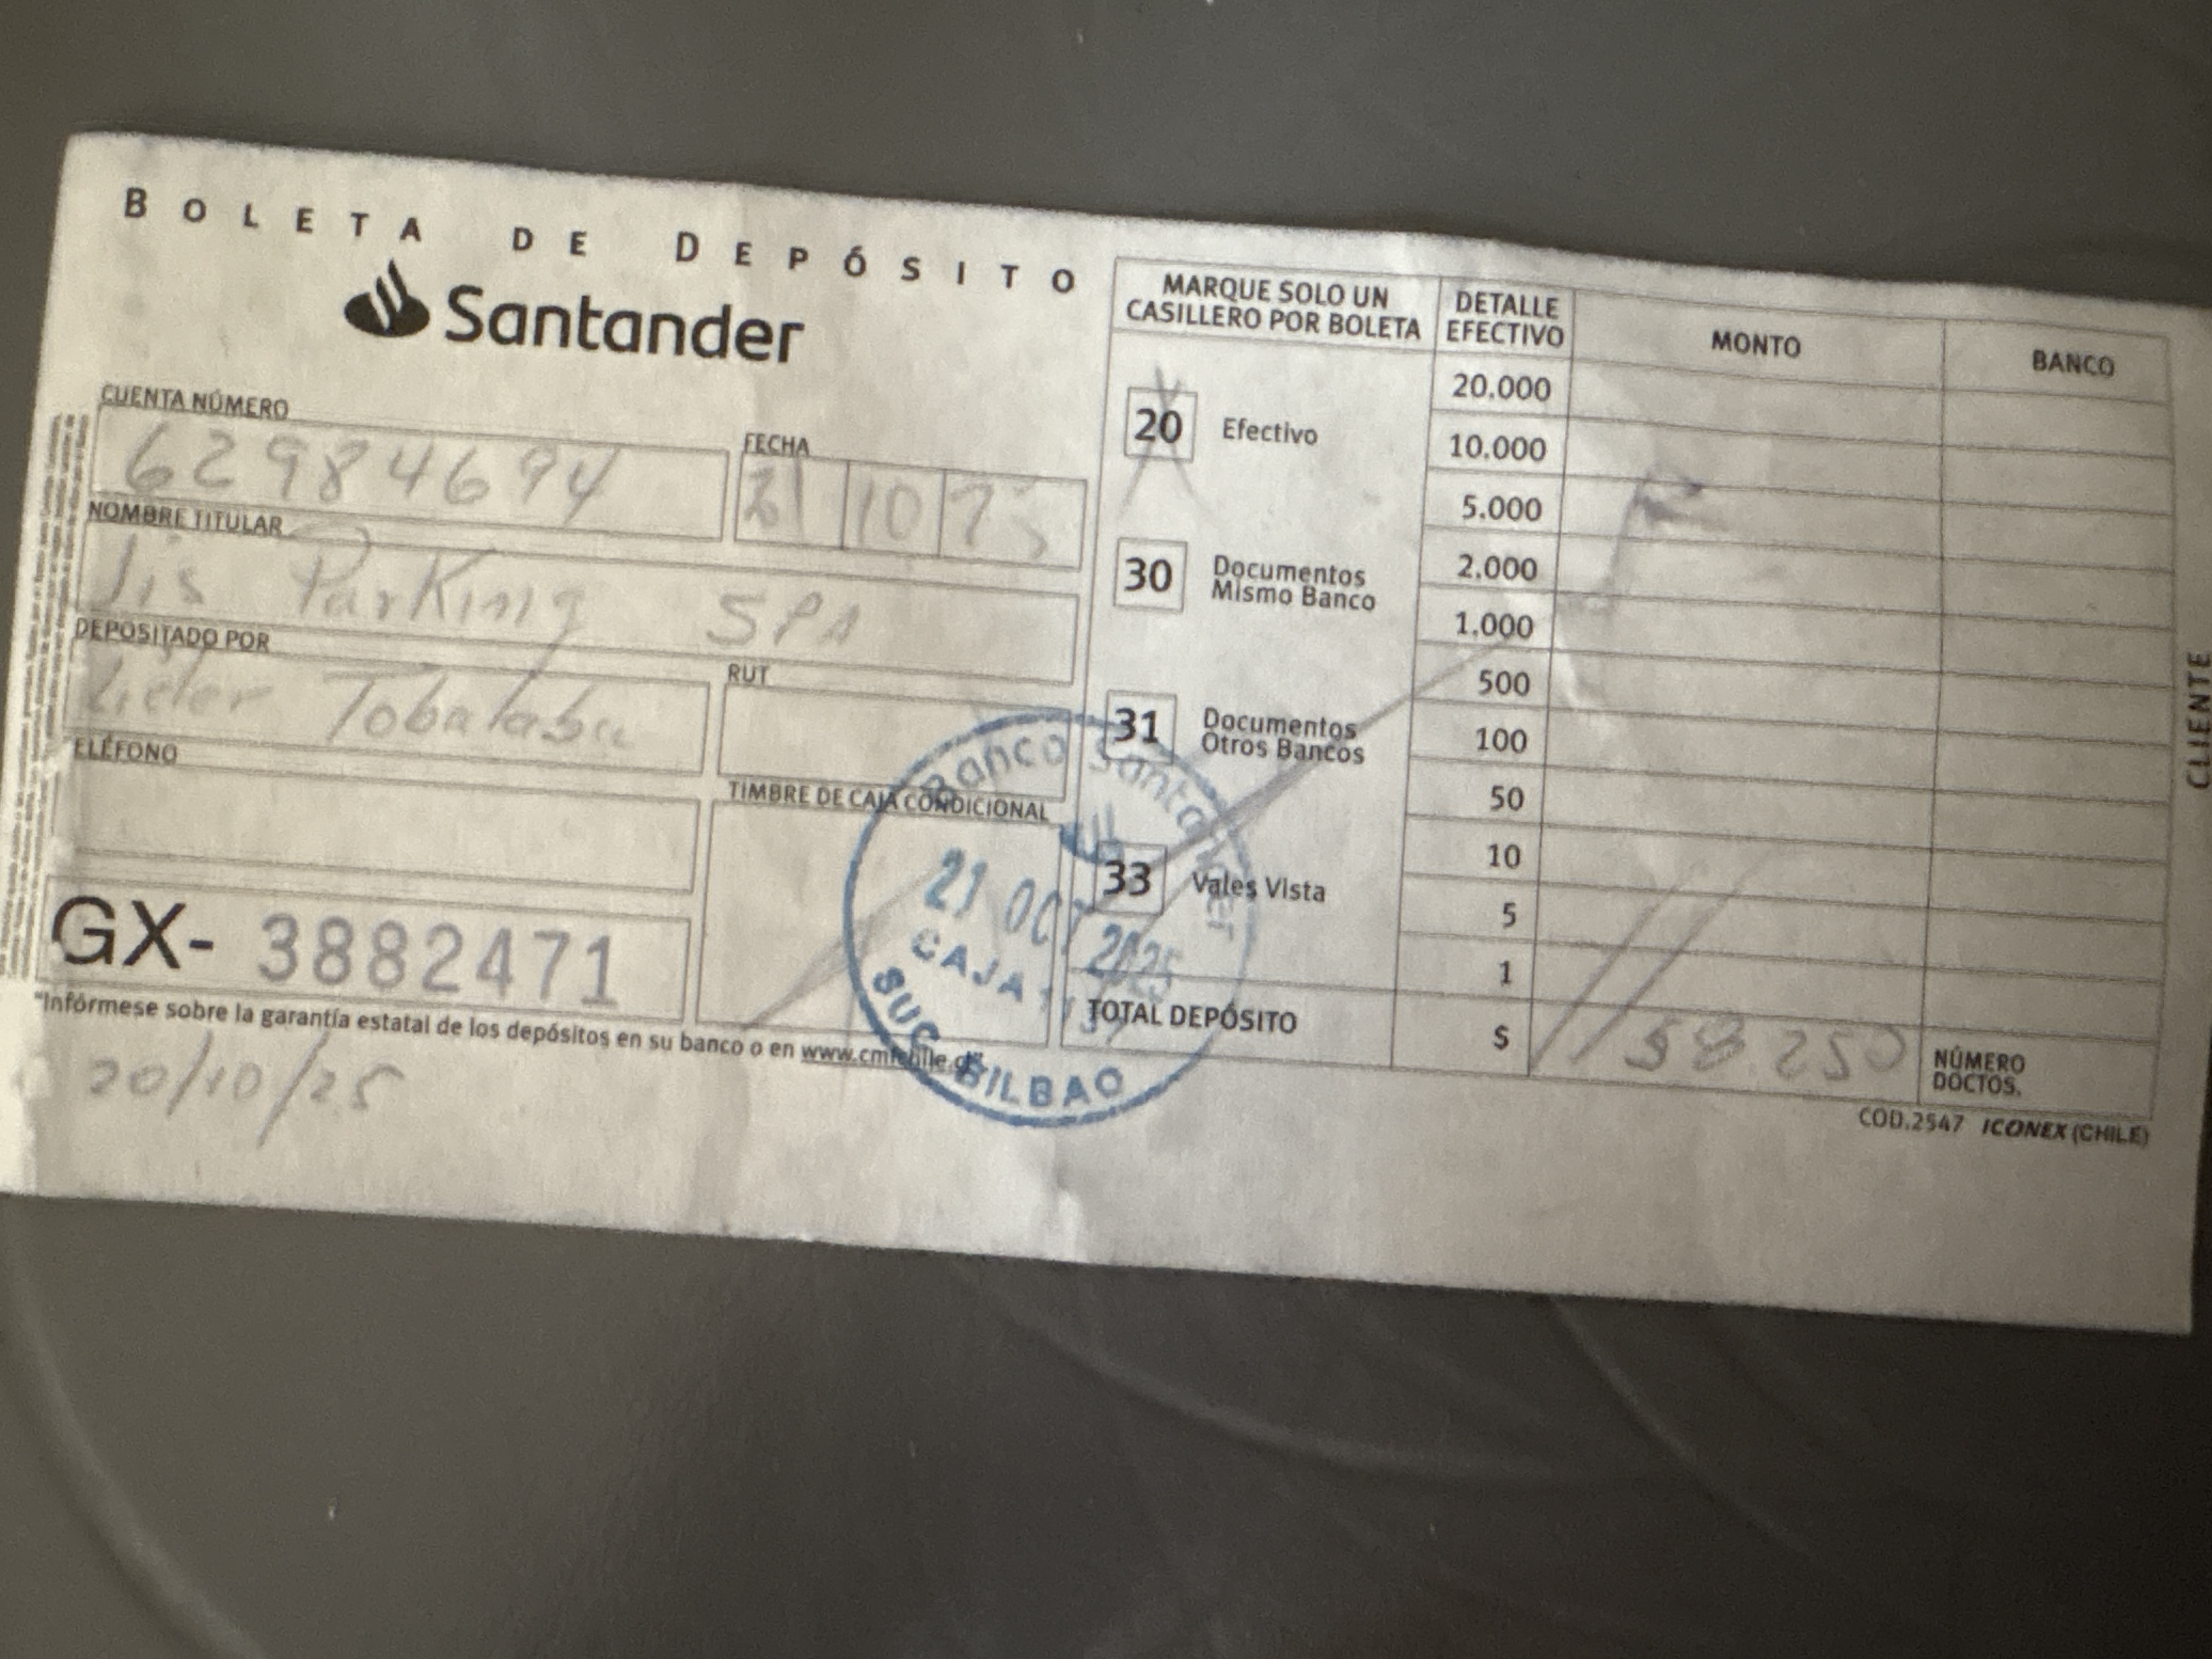 BOLETA DE DEPÓSITO
Santander
CUENTA NÚMERO
62984694
FECHA
21 10 25
NOMBRE TITULAR
Jis Parking SPA
DEPOSITADO POR
Lider Tobalaba
RUT
ELÉFONO
TIMBRE DE CAJA CONDICIONAL
GX- 3882471
"Infórmese sobre la garantía estatal de los depósitos en su banco o en www.cmfchile.cl"
20/10/25
Banco Santander
21 OCT 2025
CAJA
SUC. BILBAO
MARQUE SOLO UN
CASILLERO POR BOLETA
20 Efectivo
30 Documentos
Mismo Banco
31 Documentos
Otros Bancos
33 Vales Vista
TOTAL DEPÓSITO
DETALLE
EFECTIVO
MONTO
BANCO
20.000
10.000
5.000
2.000
1.000
500
100
50
10
5
1
$ 58.250
NÚMERO
DOCTOS.
COD.2547 ICONEX (CHILE)
CLIENTE